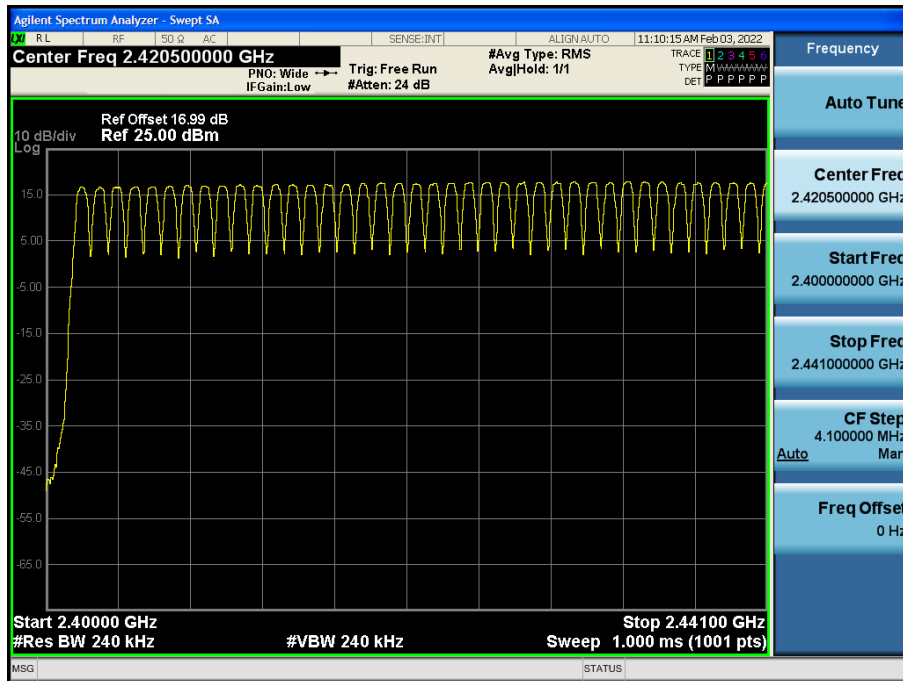 Agilent Spectrum Analyzer - Swept SA
LXI RL RF 50 Ω AC SENSE:INT ALIGN AUTO 11:10:15 AM Feb 03, 2022
Center Freq 2.420500000 GHz
PNO: Wide
IFGain:Low
Trig: Free Run
#Atten: 24 dB
#Avg Type: RMS
Avg|Hold: 1/1
TRACE 1 2 3 4 5 6
TYPE M WWWWW
DET P P P P P P
Ref Offset 16.99 dB
10 dB/div Ref 25.00 dBm
Log
15.0
5.00
-5.00
-15.0
-25.0
-35.0
-45.0
-55.0
-65.0
Start 2.40000 GHz Stop 2.44100 GHz
#Res BW 240 kHz #VBW 240 kHz Sweep 1.000 ms (1001 pts)
MSG STATUS
Frequency
Auto Tune
Center Freq
2.420500000 GHz
Start Freq
2.400000000 GHz
Stop Freq
2.441000000 GHz
CF Step
4.100000 MHz
Auto Man
Freq Offset
0 Hz